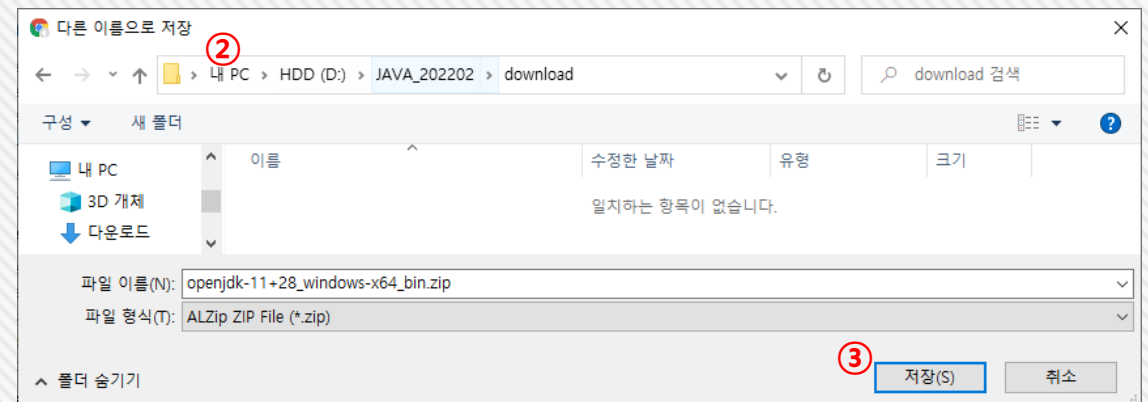 다른 이름으로 저장
②
내 PC > HDD (D:) > JAVA_202202 > download
download 검색
구성 새 폴더
내 PC
3D 개체
다운로드
이름 수정한 날짜 유형 크기
일치하는 항목이 없습니다.
파일 이름(N): openjdk-11+28_windows-x64_bin.zip
파일 형식(T): ALZip ZIP File (*.zip)
폴더 숨기기
③ 저장(S) 취소